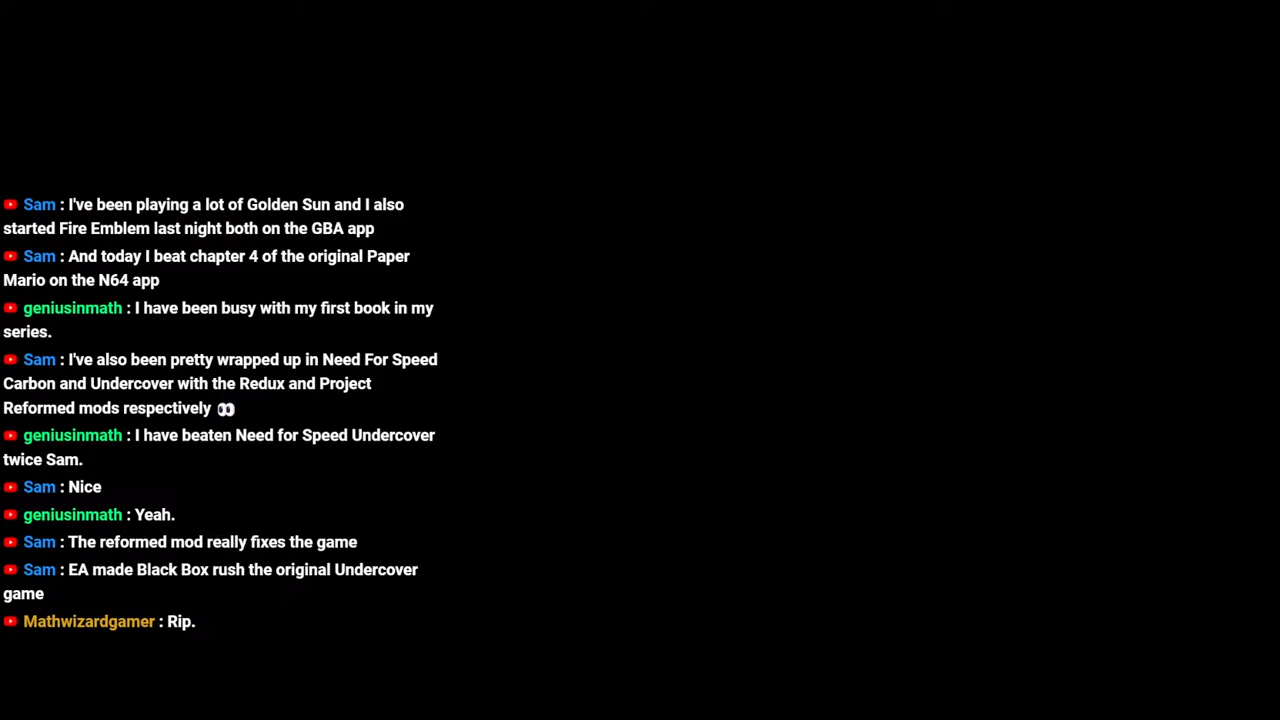 Sam : I've been playing a lot of Golden Sun and I also
started Fire Emblem last night both on the GBA app
Sam : And today I beat chapter 4 of the original Paper
Mario on the N64 app
geniusinmath : I have been busy with my first book in my
series.
Sam : I've also been pretty wrapped up in Need For Speed
Carbon and Undercover with the Redux and Project
Reformed mods respectively 👀
geniusinmath : I have beaten Need for Speed Undercover
twice Sam.
Sam : Nice
geniusinmath : Yeah.
Sam : The reformed mod really fixes the game
Sam : EA made Black Box rush the original Undercover
game
Mathwizardgamer : Rip.